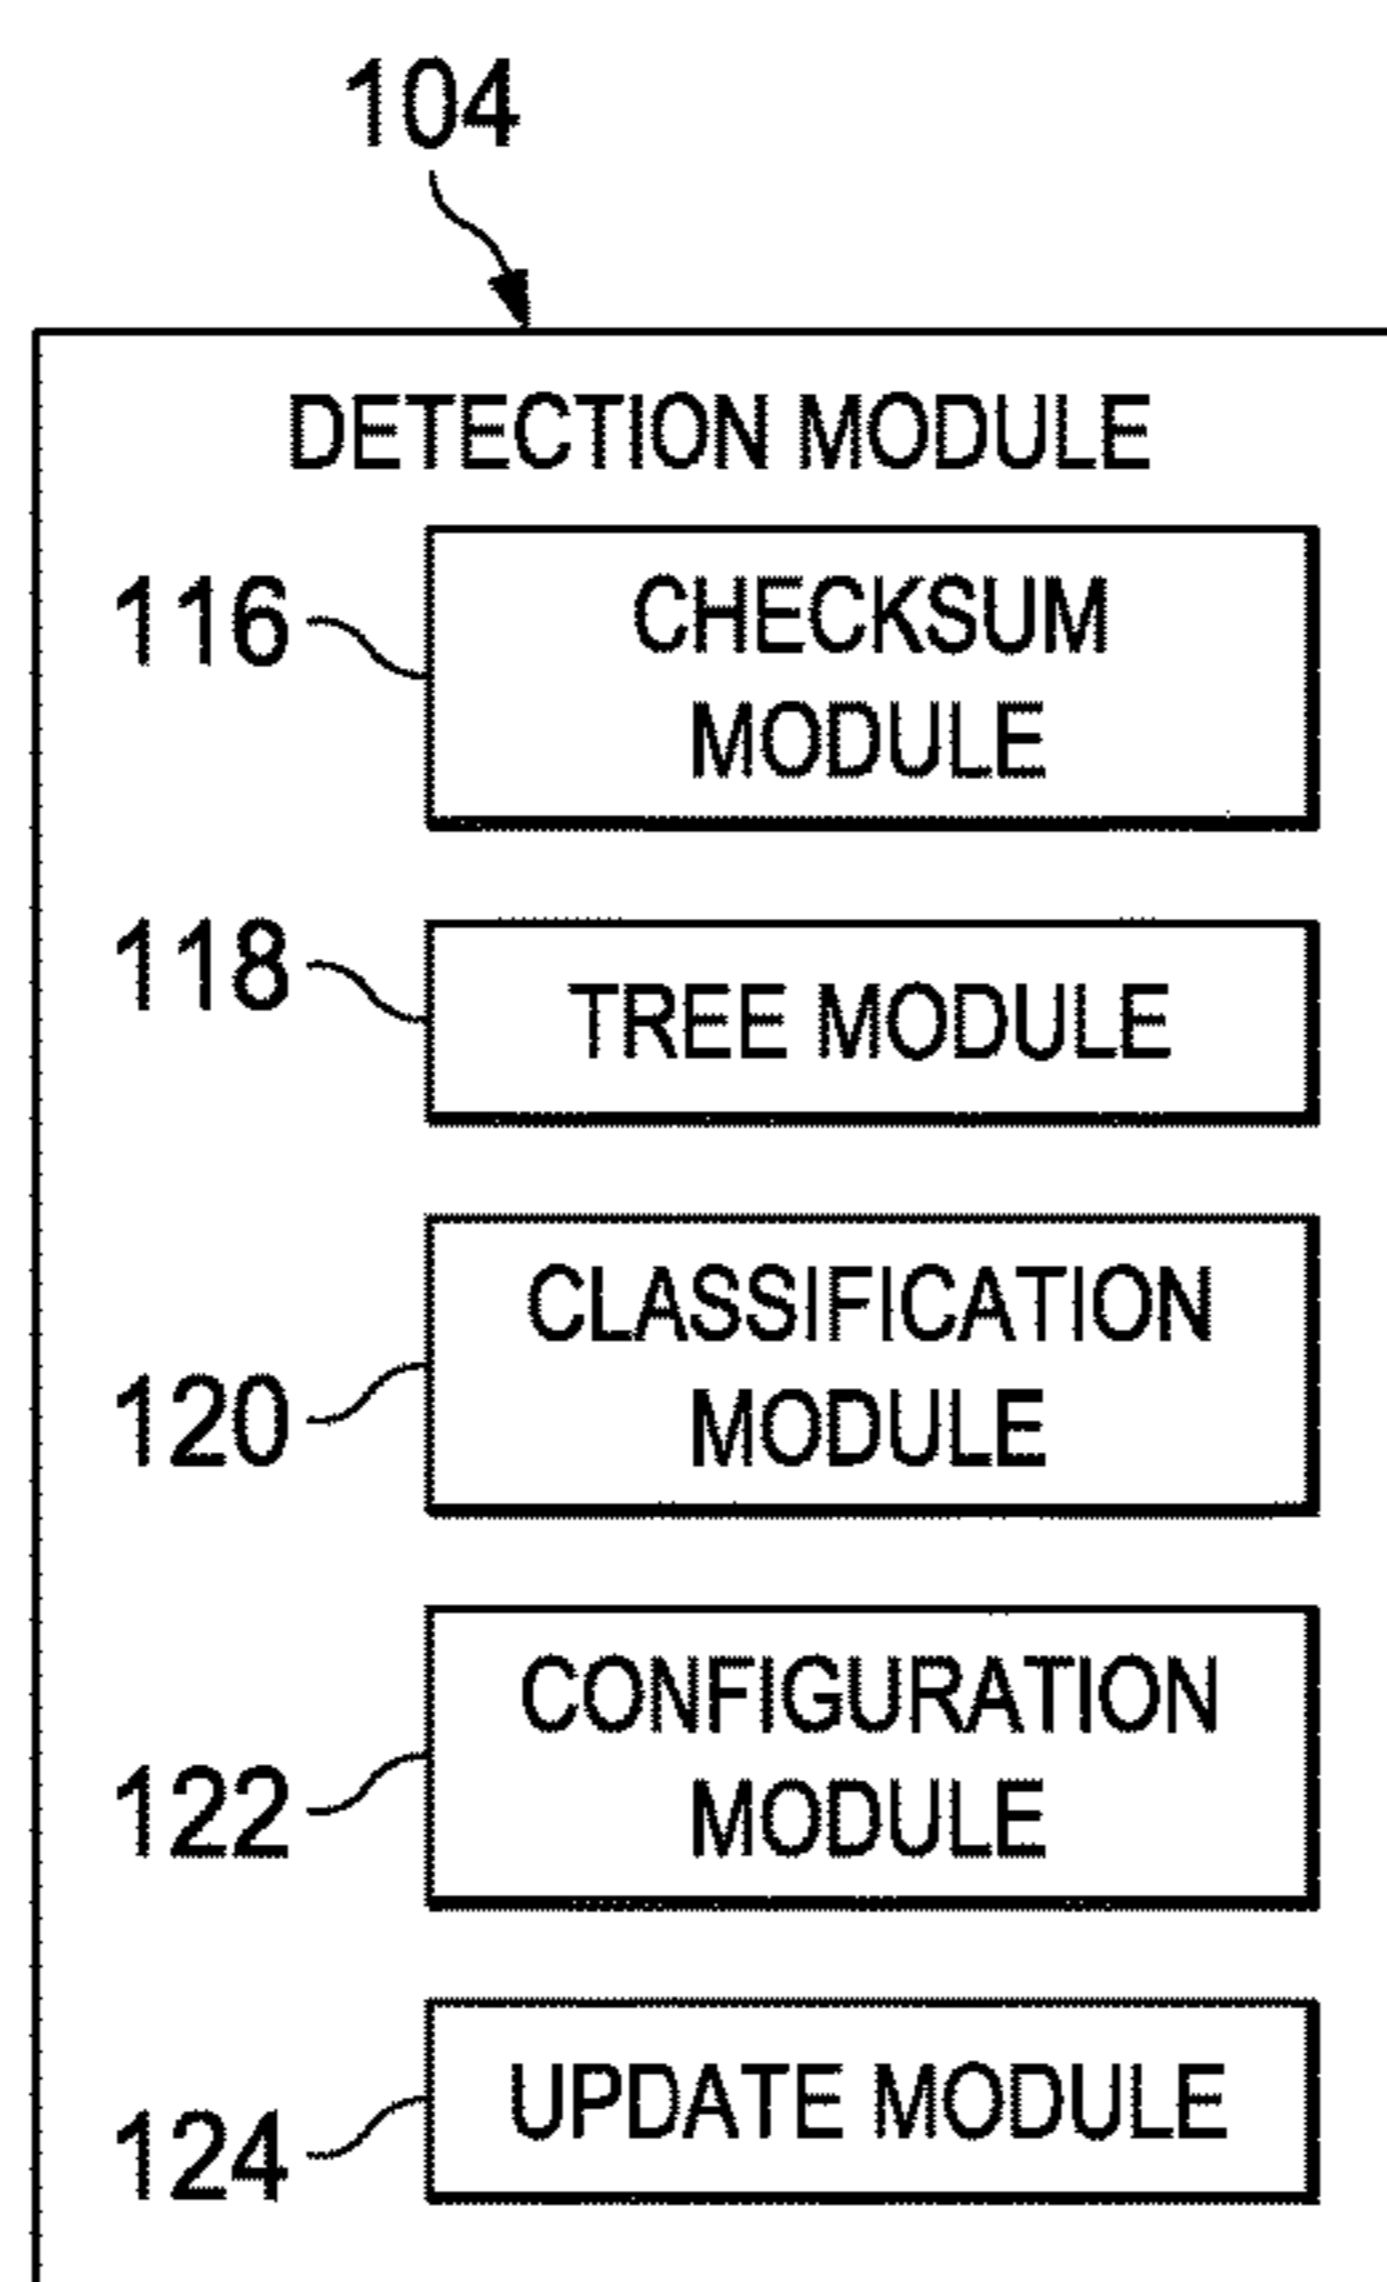 104
DETECTION MODULE
116
CHECKSUM
MODULE
118
TREE MODULE
CLASSIFICATION
120
MODULE
CONFIGURATION
122
MODULE
UPDATE MODULE
124